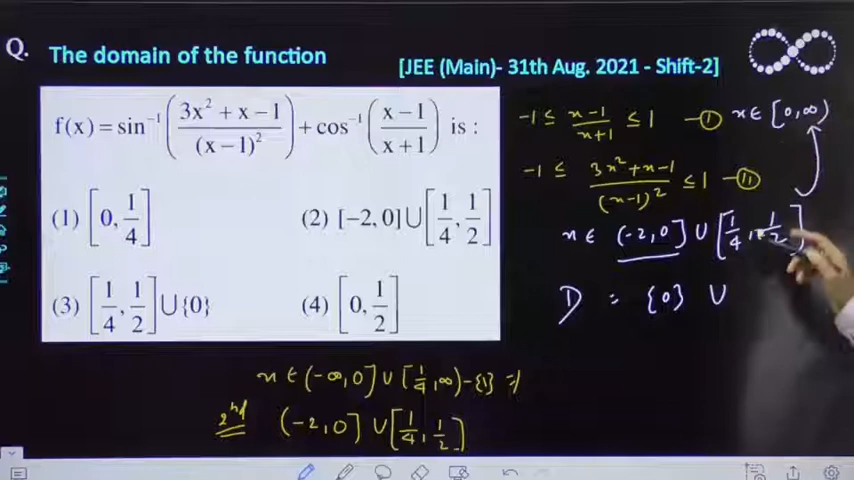 Q. The domain of the function
[JEE (Main)- 31th Aug. 2021 - Shift-2]
f(x) = sin⁻¹((3x² + x − 1)/(x − 1)²) + cos⁻¹((x − 1)/(x + 1)) is :
(1) [0, 1/4]
(2) [−2, 0] ∪ [1/4, 1/2]
(3) [1/4, 1/2] ∪ {0}
(4) [0, 1/2]
−1 ≤ (x−1)/(x+1) ≤ 1 —(I) x ∈ [0, ∞)
−1 ≤ (3x²+x−1)/(x−1)² ≤ 1 —(II)
x ∈ (−2, 0] ∪ [1/4, 1/2]
D = {0} ∪
x ∈ (−∞, 0] ∪ [1/4, ∞) − {1} ⇒
2nd (−2, 0] ∪ [1/4, 1/2]